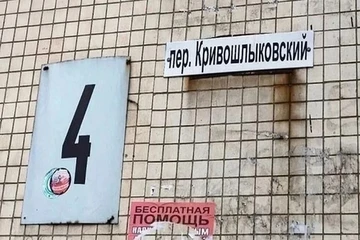 пер. Кривошлыковский
4
БЕСПЛАТНАЯ
ПОМОЩЬ